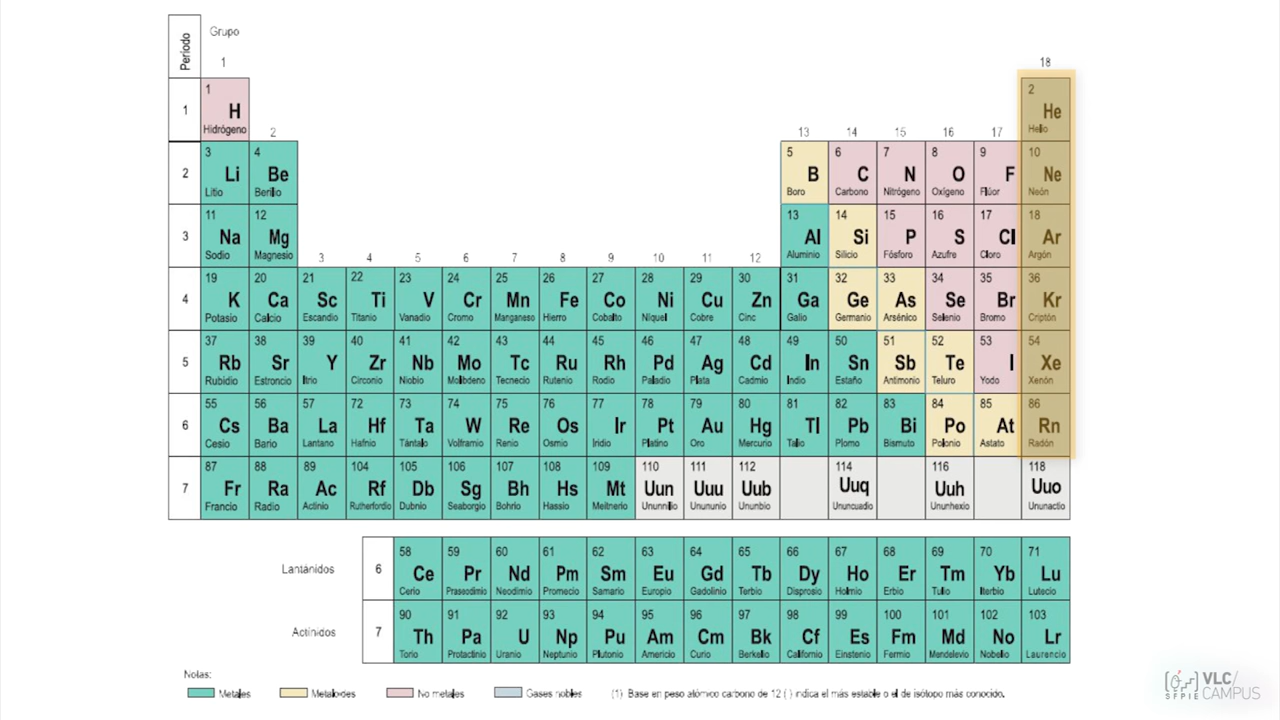 Periodo
Grupo
1
18
1
1 H Hidrógeno
2 He Helio
2
13 14 15 16 17
2
3 Li Litio
4 Be Berilio
5 B Boro
6 C Carbono
7 N Nitrógeno
8 O Oxígeno
9 F Flúor
10 Ne Neón
3
11 Na Sodio
12 Mg Magnesio
13 Al Aluminio
14 Si Silicio
15 P Fósforo
16 S Azufre
17 Cl Cloro
18 Ar Argón
3 4 5 6 7 8 9 10 11 12
4
19 K Potasio
20 Ca Calcio
21 Sc Escandio
22 Ti Titanio
23 V Vanadio
24 Cr Cromo
25 Mn Manganeso
26 Fe Hierro
27 Co Cobalto
28 Ni Níquel
29 Cu Cobre
30 Zn Cinc
31 Ga Galio
32 Ge Germanio
33 As Arsénico
34 Se Selenio
35 Br Bromo
36 Kr Criptón
5
37 Rb Rubidio
38 Sr Estroncio
39 Y Itrio
40 Zr Circonio
41 Nb Niobio
42 Mo Molibdeno
43 Tc Tecnecio
44 Ru Rutenio
45 Rh Rodio
46 Pd Paladio
47 Ag Plata
48 Cd Cadmio
49 In Indio
50 Sn Estaño
51 Sb Antimonio
52 Te Teluro
53 I Yodo
54 Xe Xenón
6
55 Cs Cesio
56 Ba Bario
57 La Lantano
72 Hf Hafnio
73 Ta Tántalo
74 W Volframio
75 Re Renio
76 Os Osmio
77 Ir Iridio
78 Pt Platino
79 Au Oro
80 Hg Mercurio
81 Tl Talio
82 Pb Plomo
83 Bi Bismuto
84 Po Polonio
85 At Astato
86 Rn Radón
7
87 Fr Francio
88 Ra Radio
89 Ac Actinio
104 Rf Rutherfordio
105 Db Dubnio
106 Sg Seaborgio
107 Bh Bohrio
108 Hs Hassio
109 Mt Meitnerio
110 Uun Ununnilio
111 Uuu Unununio
112 Uub Ununbio
114 Uuq Ununcuadio
116 Uuh Ununhexio
118 Uuo Ununactio
Lantánidos
6
58 Ce Cerio
59 Pr Praseodimio
60 Nd Neodimio
61 Pm Promecio
62 Sm Samario
63 Eu Europio
64 Gd Gadolinio
65 Tb Terbio
66 Dy Disprosio
67 Ho Holmio
68 Er Erbio
69 Tm Tulio
70 Yb Iterbio
71 Lu Lutecio
Actínidos
7
90 Th Torio
91 Pa Protactinio
92 U Uranio
93 Np Neptunio
94 Pu Plutonio
95 Am Americio
96 Cm Curio
97 Bk Berkelio
98 Cf Californio
99 Es Einstenio
100 Fm Fermio
101 Md Mendelevio
102 No Nobelio
103 Lr Laurencio
Notas:
Metales Metaloides No metales Gases nobles (1) Base en peso atómico carbono de 12 ( ) indica el más estable o el de isótopo más conocido.
SFPIE VLC/
CAMPUS